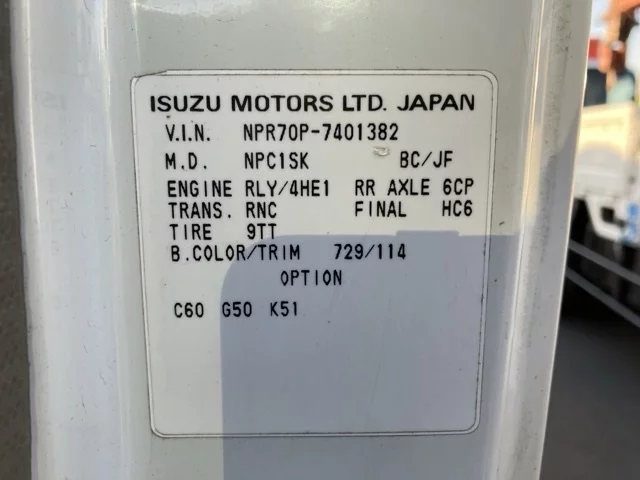 ISUZU MOTORS LTD. JAPAN
V.I.N. NPR70P-7401382
M.D. NPC1SK BC/JF
ENGINE RLY/4HE1 RR AXLE 6CP
TRANS. RNC FINAL HC6
TIRE 9TT
B.COLOR/TRIM 729/114
OPTION
C60 G50 K51